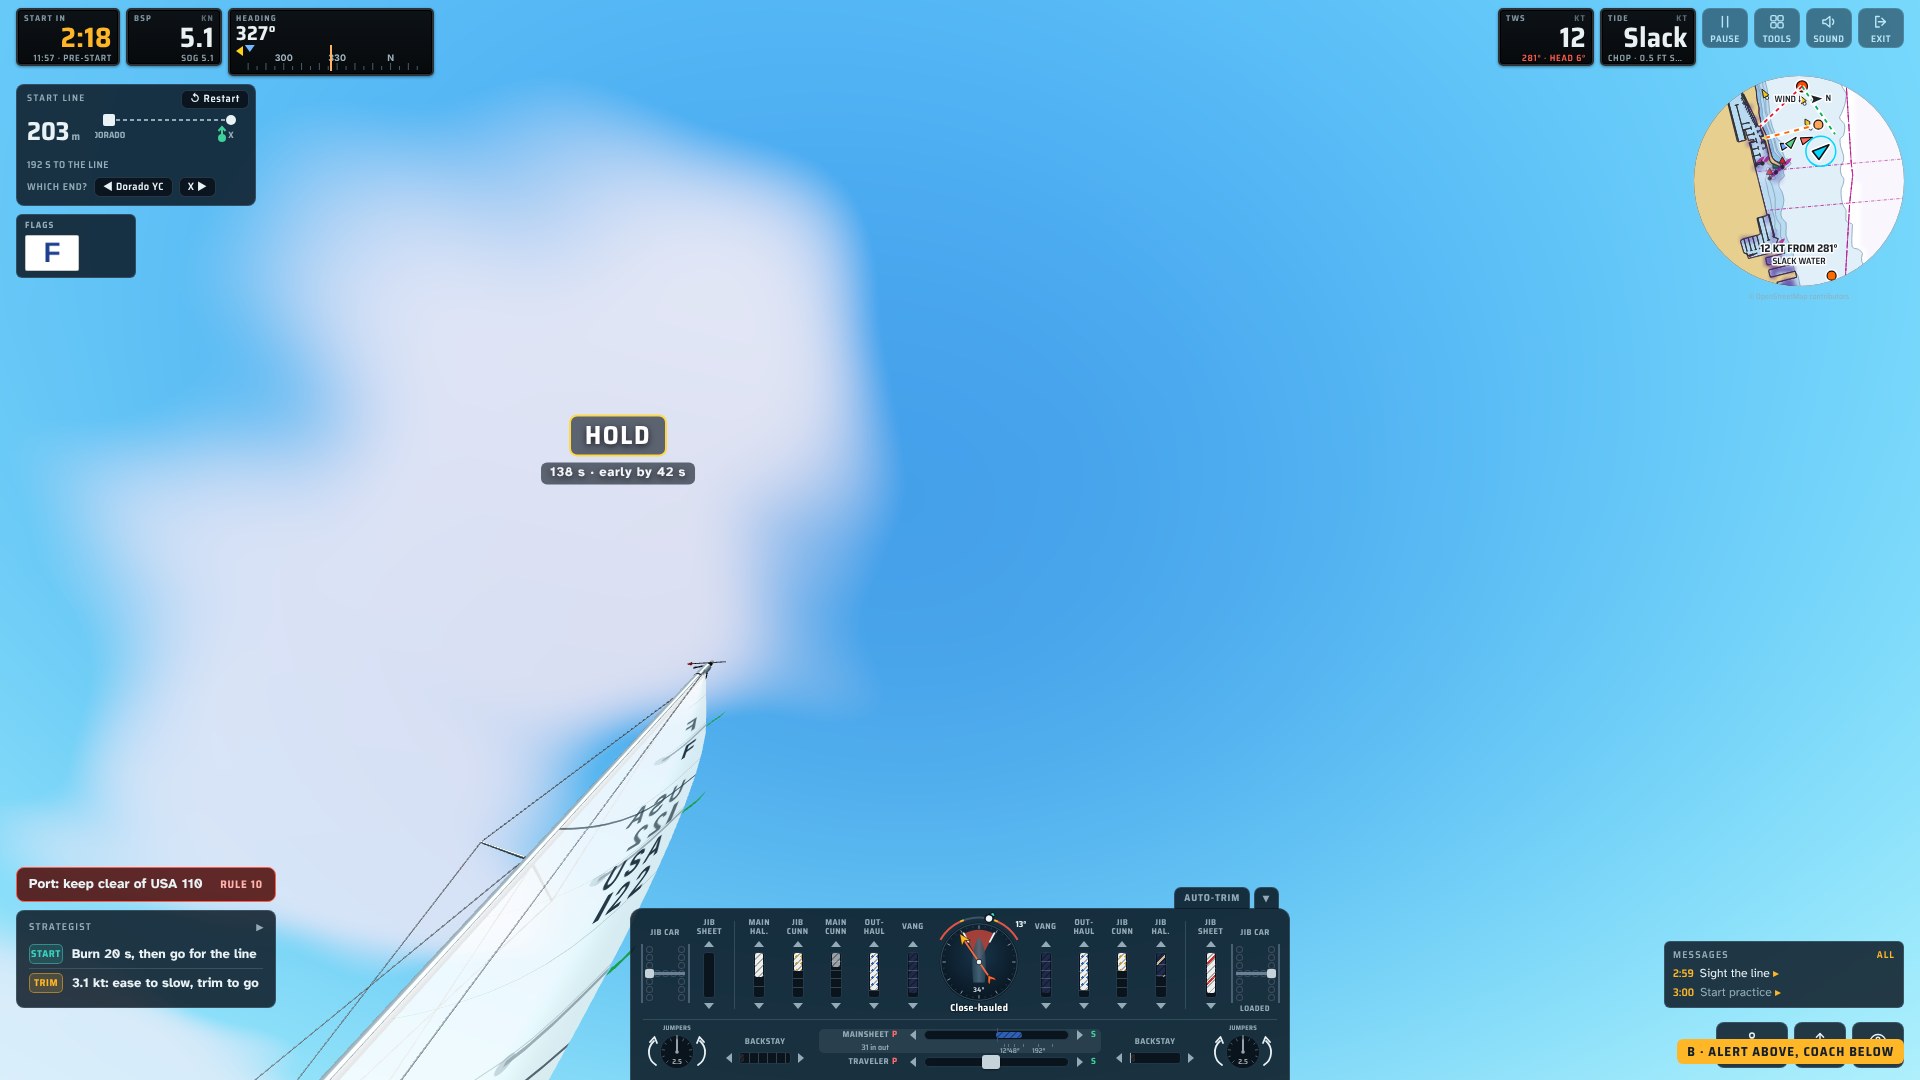 START IN
2:18
11:57 · PRE-START
BSP KN
5.1
SOG 5.1
HEADING
327°
300 330 N
TWS KT
12
281° · HEAD 6°
TIDE KT
Slack
CHOP · 0.5 FT S...
PAUSE
TOOLS
SOUND
EXIT
START LINE
Restart
203 m
DORADO X
192 S TO THE LINE
WHICH END? Dorado YC X
FLAGS
F
WIND N
12 KT FROM 281°
SLACK WATER
HOLD
138 s · early by 42 s
F
F
USA
122
USA
122
Port: keep clear of USA 110 RULE 10
STRATEGIST
START Burn 20 s, then go for the line
TRIM 3.1 kt: ease to slow, trim to go
AUTO-TRIM
JIB CAR
JIB SHEET
MAIN HAL.
JIB CUNN
MAIN CUNN
OUT-HAUL
VANG
13°
34°
Close-hauled
VANG
OUT-HAUL
JIB CUNN
JIB HAL.
JIB SHEET
JIB CAR
LOADED
JUMPERS
2.5
BACKSTAY
MAINSHEET P S
31 in out
192°
TRAVELER P S
BACKSTAY
JUMPERS
2.5
MESSAGES ALL
2:59 Sight the line
3:00 Start practice
B · ALERT ABOVE, COACH BELOW